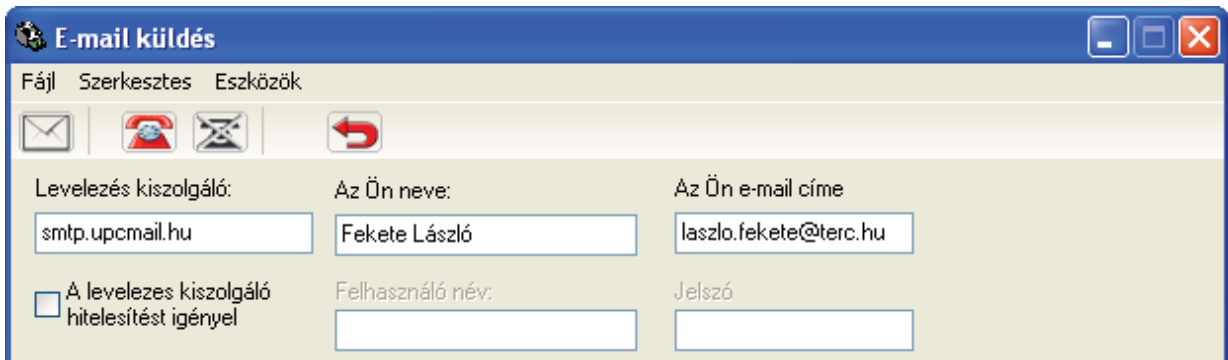 E-mail küldés
Fájl Szerkesztes Eszközök
Levelezés kiszolgáló:
Az Ön neve:
Az Ön e-mail címe
smtp.upcmail.hu
Fekete László
laszlo.fekete@terc.hu
A levelezes kiszolgáló
hitelesítést igényel
Felhasználó név:
Jelszó